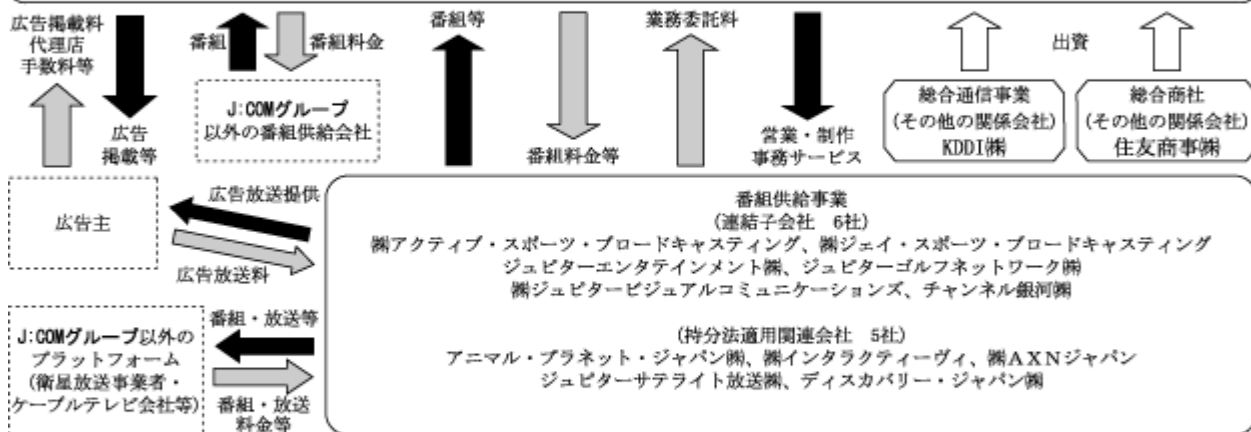 広告掲載料
代理店
手数料等
番組
番組料金
番組等
業務委託料
出資
J:COMグループ
以外の番組供給会社
総合通信事業
(その他の関係会社)
KDDI㈱
総合商社
(その他の関係会社)
住友商事㈱
広告
掲載等
番組料金等
営業・制作
事務サービス
広告主
広告放送提供
広告放送料
番組供給事業
(連結子会社 6社)
㈱アクティブ・スポーツ・ブロードキャスティング、㈱ジェイ・スポーツ・ブロードキャスティング
ジュピターエンタテインメント㈱、ジュピターゴルフネットワーク㈱
㈱ジュピタービジュアルコミュニケーションズ、チャンネル銀河㈱
(持分法適用関連会社 5社)
アニマル・プラネット・ジャパン㈱、㈱インタラクティーヴィ、㈱AXNジャパン
ジュピターサテライト放送㈱、ディスカバリー・ジャパン㈱
J:COMグループ以外の
プラットフォーム
(衛星放送事業者・
ケーブルテレビ会社等)
番組・放送等
番組・放送
料金等